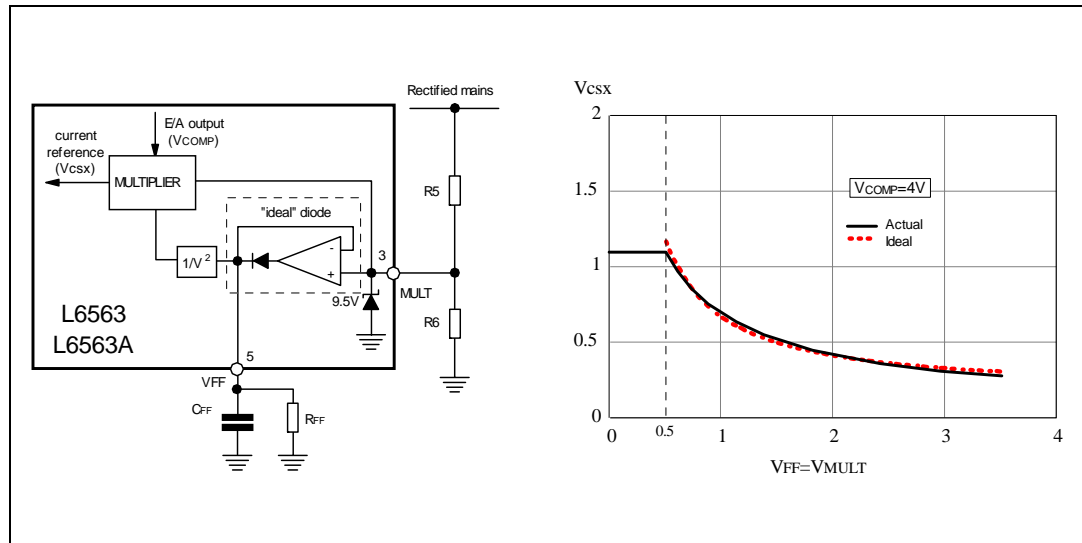 Rectified mains
E/A output
(VCOMP)
current
reference
(Vcsx)
MULTIPLIER
"ideal" diode
1/V2
-
+
3
MULT
9.5V
R5
R6
L6563
L6563A
5
VFF
CFF
RFF
Vcsx
2
1.5
1
0.5
0
VCOMP=4V
Actual
Ideal
0
0.5
1
2
3
4
VFF=VMULT